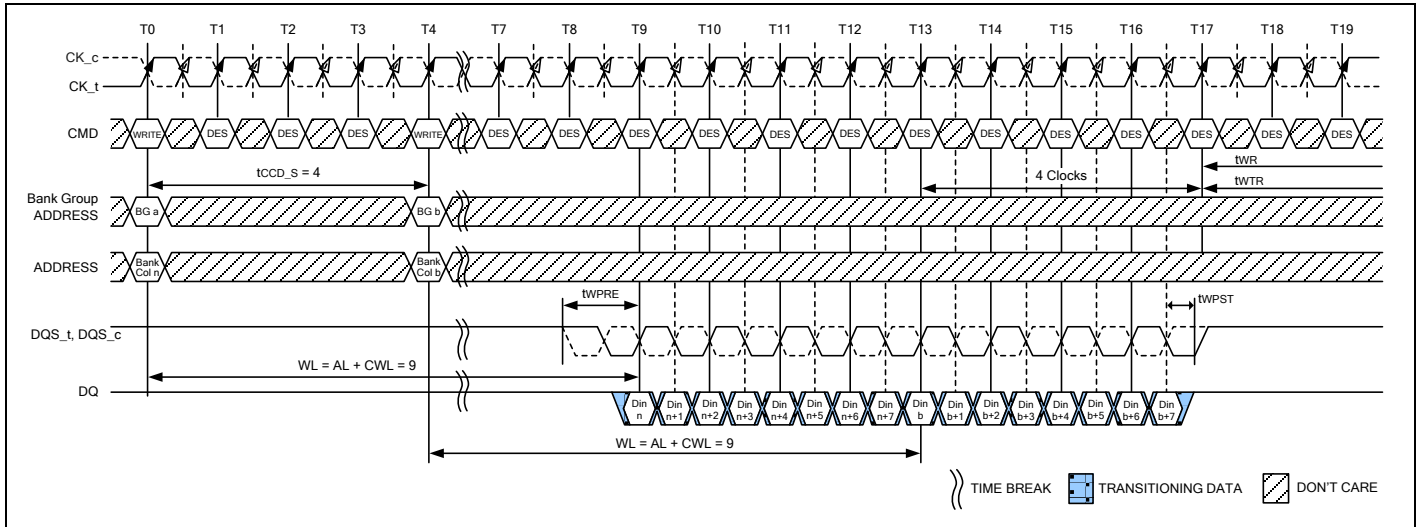 T0 T1 T2 T3 T4 T7 T8 T9 T10 T11 T12 T13 T14 T15 T16 T17 T18 T19
CK_c
CK_t
CMD WRITE DES DES DES WRITE DES DES DES DES DES DES DES DES DES DES DES DES DES
tWR
tCCD_S = 4
4 Clocks
tWTR
Bank Group
ADDRESS
BG a
BG b
ADDRESS
Bank
Col n
Bank
Col b
tWPRE
tWPST
DQS_t, DQS_c
WL = AL + CWL = 9
DQ
Din
n
Din
n+1
Din
n+2
Din
n+3
Din
n+4
Din
n+5
Din
n+6
Din
n+7
Din
b
Din
b+1
Din
b+2
Din
b+3
Din
b+4
Din
b+5
Din
b+6
Din
b+7
WL = AL + CWL = 9
TIME BREAK
TRANSITIONING DATA
DON'T CARE